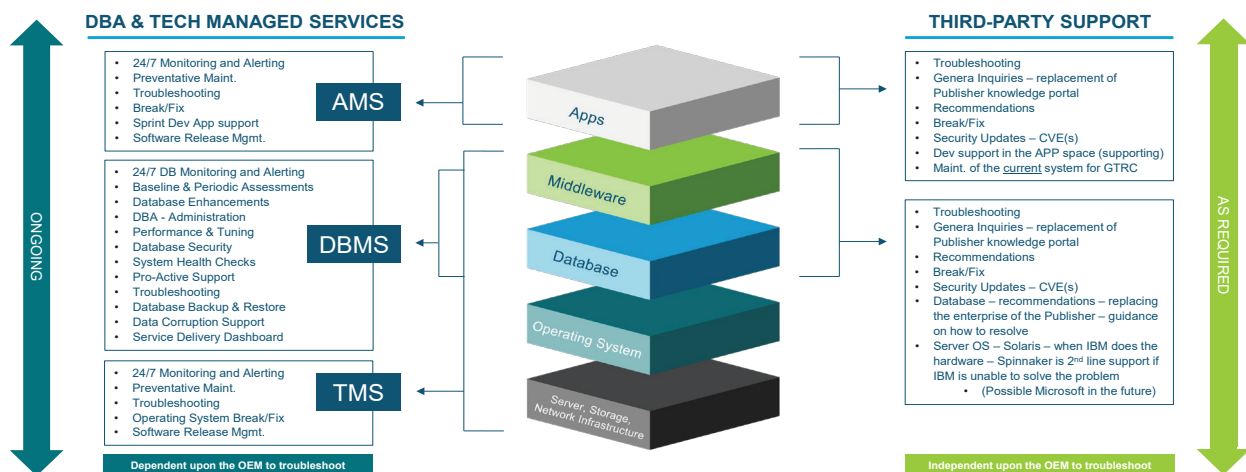 DBA & TECH MANAGED SERVICES
ONGOING
• 24/7 Monitoring and Alerting
• Preventative Maint.
• Troubleshooting
• Break/Fix
• Sprint Dev App support
• Software Release Mgmt.
AMS
• 24/7 DB Monitoring and Alerting
• Baseline & Periodic Assessments
• Database Enhancements
• DBA - Administration
• Performance & Tuning
• Database Security
• System Health Checks
• Pro-Active Support
• Troubleshooting
• Database Backup & Restore
• Data Corruption Support
• Service Delivery Dashboard
DBMS
• 24/7 Monitoring and Alerting
• Preventative Maint.
• Troubleshooting
• Operating System Break/Fix
• Software Release Mgmt.
TMS
Dependent upon the OEM to troubleshoot
Apps
Middleware
Database
Operating System
Server, Storage,
Network Infrastructure
THIRD-PARTY SUPPORT
• Troubleshooting
• Genera Inquiries – replacement of
Publisher knowledge portal
• Recommendations
• Break/Fix
• Security Updates – CVE(s)
• Dev support in the APP space (supporting)
• Maint. of the current system for GTRC
• Troubleshooting
• Genera Inquiries – replacement of
Publisher knowledge portal
• Recommendations
• Break/Fix
• Security Updates – CVE(s)
• Database – recommendations – replacing
the enterprise of the Publisher – guidance
on how to resolve
• Server OS – Solaris – when IBM does the
hardware – Spinnaker is 2nd line support if
IBM is unable to solve the problem
• (Possible Microsoft in the future)
Independent upon the OEM to troubleshoot
AS REQUIRED